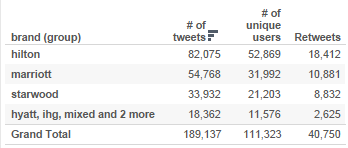 # of
# of unique
brand (group) tweets users Retweets
hilton 82,075 52,869 18,412
marriott 54,768 31,992 10,881
starwood 33,932 21,203 8,832
hyatt, ihg, mixed and 2 more 18,362 11,576 2,625
Grand Total 189,137 111,323 40,750